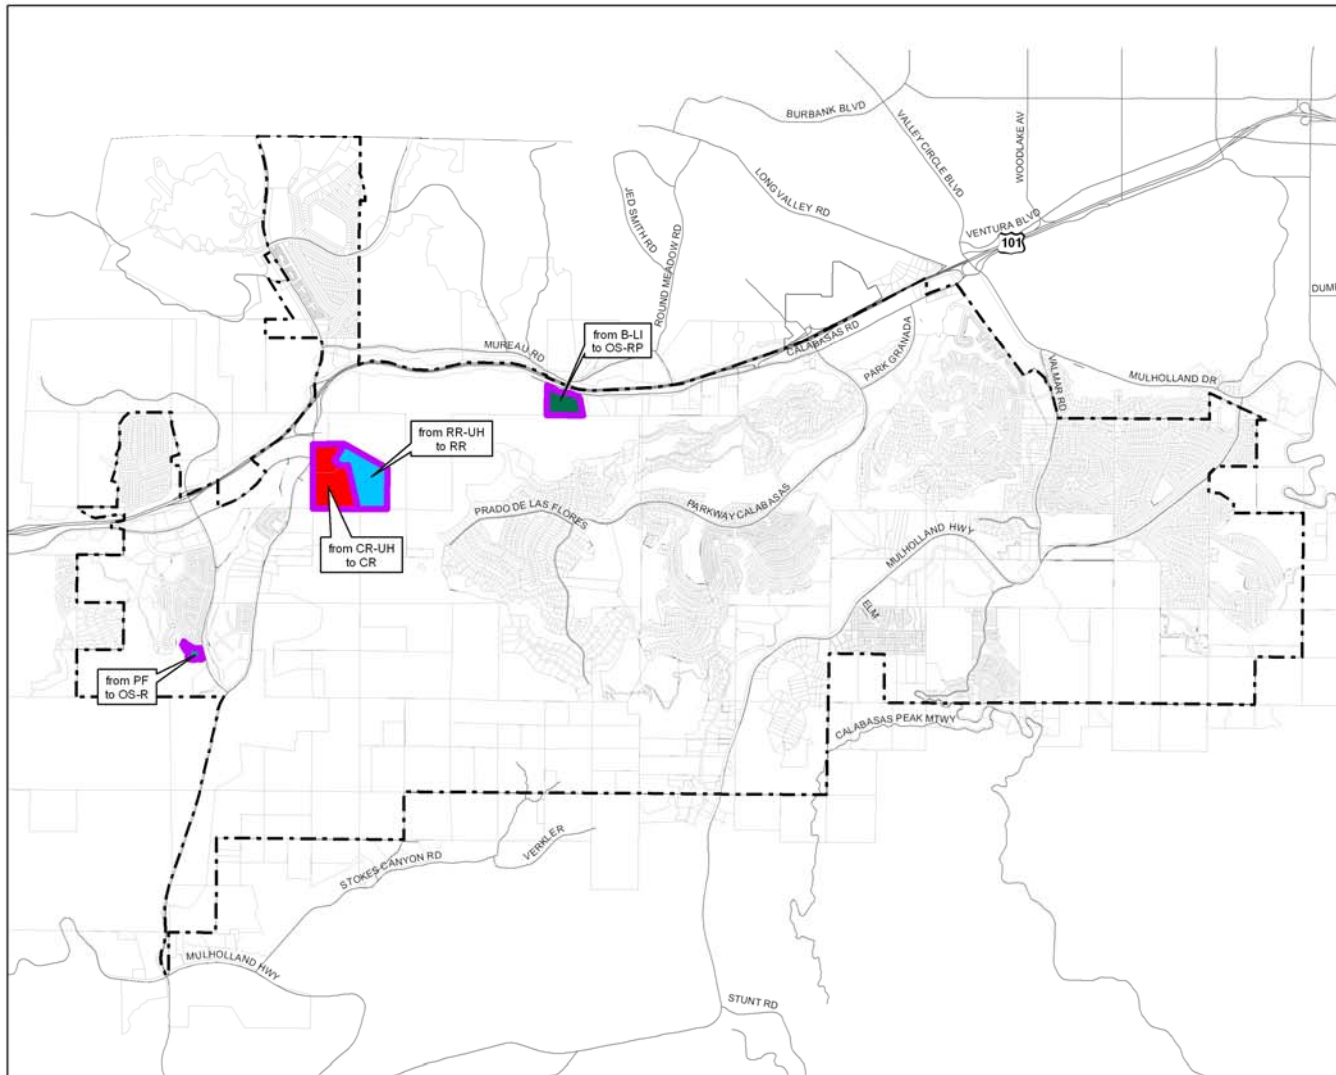 BURBANK BLVD
VALLEY CIRCLE BLVD
WOODLAKE AV
LONG VALLEY RD
JED SMITH RD
ROUND MEADOW RD
VENTURA BLVD
101
from B-LI
to OS-RP
MUREAU RD
CALABASAS RD
PARK GRANADA
VALMAR RD
MULHOLLAND DR
from RR-UH
to RR
PRADO DE LAS FLORES
PARKWAY CALABASAS
MULHOLLAND HWY
from CR-UH
to CR
ELM
from PF
to OS-R
CALABASAS PEAK MTWY
STOKES CANYON RD
VERKLER
MULHOLLAND HWY
STUNT RD